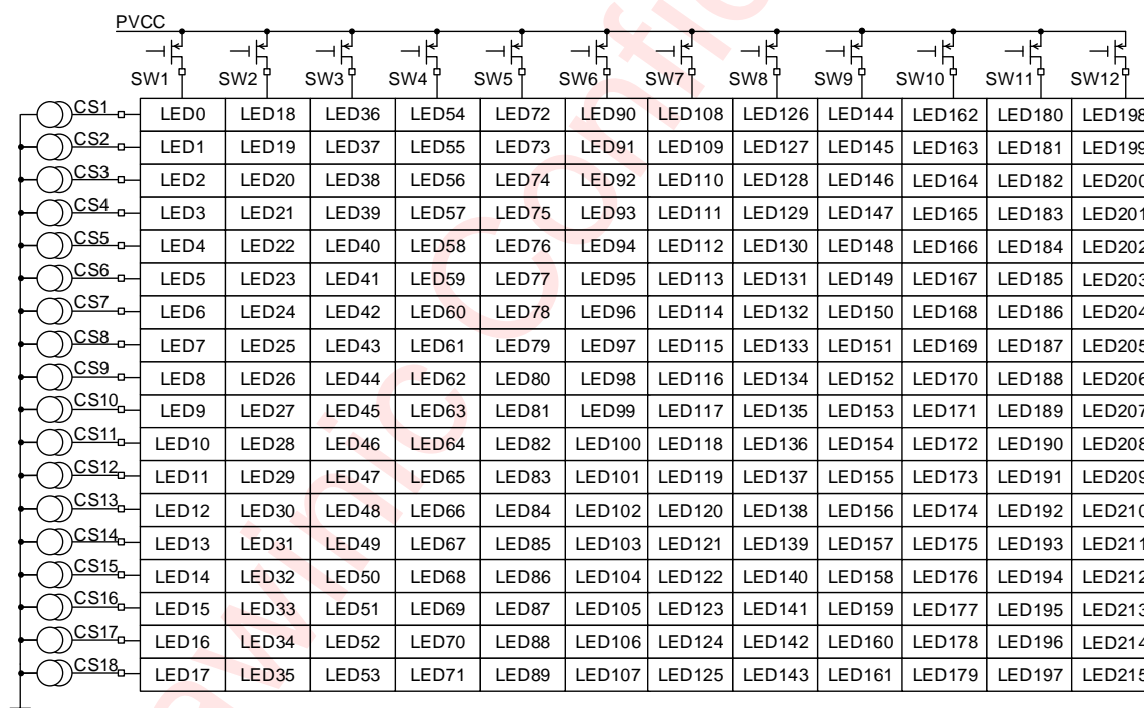 PVCC
SW1 SW2 SW3 SW4 SW5 SW6 SW7 SW8 SW9 SW10 SW11 SW12
CS1 LED0 LED18 LED36 LED54 LED72 LED90 LED108 LED126 LED144 LED162 LED180 LED198
CS2 LED1 LED19 LED37 LED55 LED73 LED91 LED109 LED127 LED145 LED163 LED181 LED199
CS3 LED2 LED20 LED38 LED56 LED74 LED92 LED110 LED128 LED146 LED164 LED182 LED200
CS4 LED3 LED21 LED39 LED57 LED75 LED93 LED111 LED129 LED147 LED165 LED183 LED201
CS5 LED4 LED22 LED40 LED58 LED76 LED94 LED112 LED130 LED148 LED166 LED184 LED202
CS6 LED5 LED23 LED41 LED59 LED77 LED95 LED113 LED131 LED149 LED167 LED185 LED203
CS7 LED6 LED24 LED42 LED60 LED78 LED96 LED114 LED132 LED150 LED168 LED186 LED204
CS8 LED7 LED25 LED43 LED61 LED79 LED97 LED115 LED133 LED151 LED169 LED187 LED205
CS9 LED8 LED26 LED44 LED62 LED80 LED98 LED116 LED134 LED152 LED170 LED188 LED206
CS10 LED9 LED27 LED45 LED63 LED81 LED99 LED117 LED135 LED153 LED171 LED189 LED207
CS11 LED10 LED28 LED46 LED64 LED82 LED100 LED118 LED136 LED154 LED172 LED190 LED208
CS12 LED11 LED29 LED47 LED65 LED83 LED101 LED119 LED137 LED155 LED173 LED191 LED209
CS13 LED12 LED30 LED48 LED66 LED84 LED102 LED120 LED138 LED156 LED174 LED192 LED210
CS14 LED13 LED31 LED49 LED67 LED85 LED103 LED121 LED139 LED157 LED175 LED193 LED211
CS15 LED14 LED32 LED50 LED68 LED86 LED104 LED122 LED140 LED158 LED176 LED194 LED212
CS16 LED15 LED33 LED51 LED69 LED87 LED105 LED123 LED141 LED159 LED177 LED195 LED213
CS17 LED16 LED34 LED52 LED70 LED88 LED106 LED124 LED142 LED160 LED178 LED196 LED214
CS18 LED17 LED35 LED53 LED71 LED89 LED107 LED125 LED143 LED161 LED179 LED197 LED215